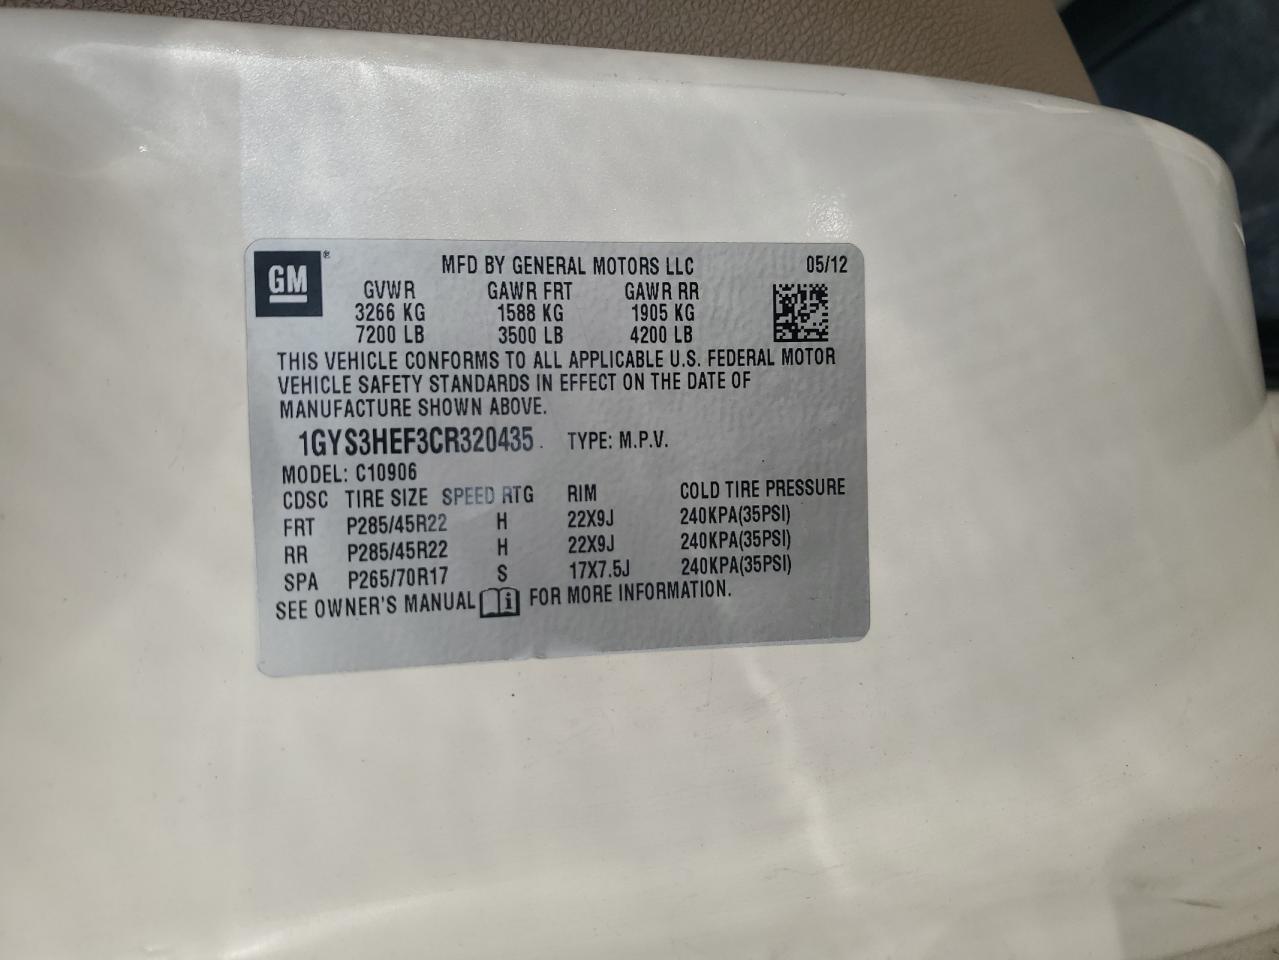 GM ®
MFD BY GENERAL MOTORS LLC 05/12
GVWR GAWR FRT GAWR RR
3266 KG 1588 KG 1905 KG
7200 LB 3500 LB 4200 LB
THIS VEHICLE CONFORMS TO ALL APPLICABLE U.S. FEDERAL MOTOR
VEHICLE SAFETY STANDARDS IN EFFECT ON THE DATE OF
MANUFACTURE SHOWN ABOVE.
1GYS3HEF3CR320435 TYPE: M.P.V.
MODEL: C10906
CDSC TIRE SIZE SPEED RTG RIM COLD TIRE PRESSURE
FRT P285/45R22 H 22X9J 240KPA(35PSI)
RR P285/45R22 H 22X9J 240KPA(35PSI)
SPA P265/70R17 S 17X7.5J 240KPA(35PSI)
SEE OWNER'S MANUAL i FOR MORE INFORMATION.